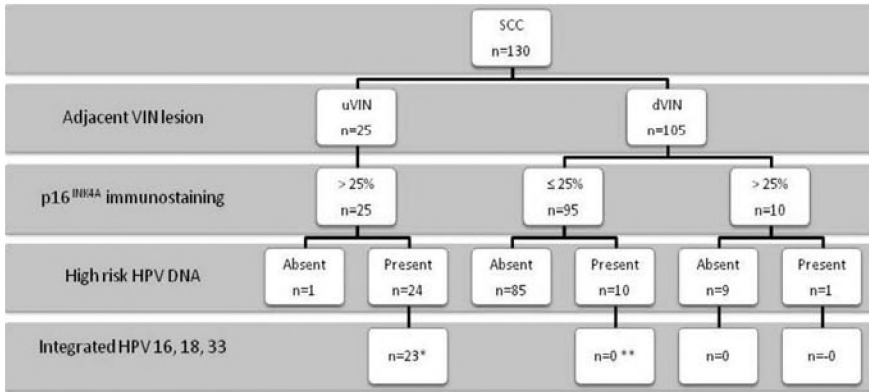 SCC
n=130
Adjacent VIN lesion
uVIN
n=25
dVIN
n=105
p16 INK4A immunostaining
> 25%
n=25
≤ 25%
n=95
> 25%
n=10
High risk HPV DNA
Absent
n=1
Present
n=24
Absent
n=85
Present
n=10
Absent
n=9
Present
n=1
Integrated HPV 16, 18, 33
n=23*
n=0 **
n=0
n=-0